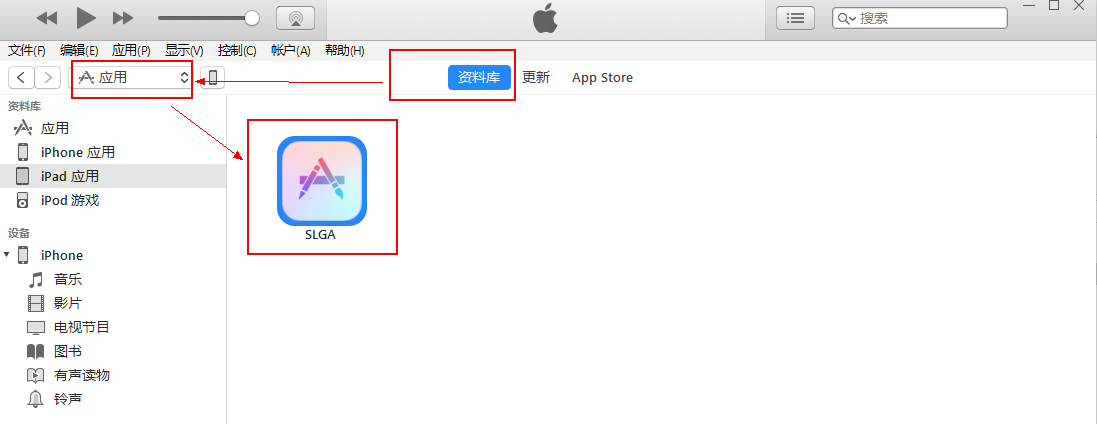 搜索
文件(F) 编辑(E) 应用(P) 显示(V) 控制(C) 帐户(A) 帮助(H)
应用 资料库 更新 App Store
资料库
应用
iPhone 应用
iPad 应用
iPod 游戏
SLGA
设备
iPhone
音乐
影片
电视节目
图书
有声读物
铃声